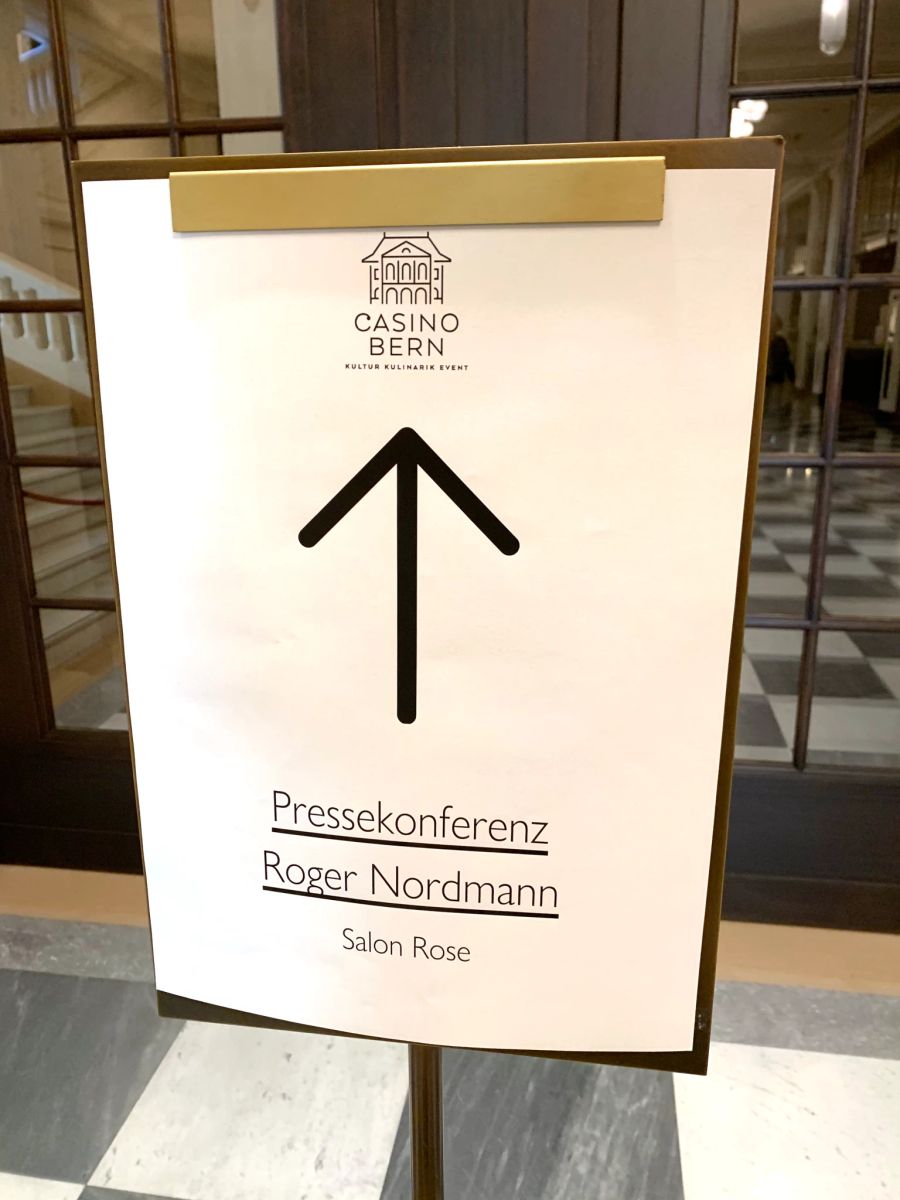 CASINO
BERN
KULTUR KULINARIK EVENT
Pressekonferenz
Roger Nordmann
Salon Rose